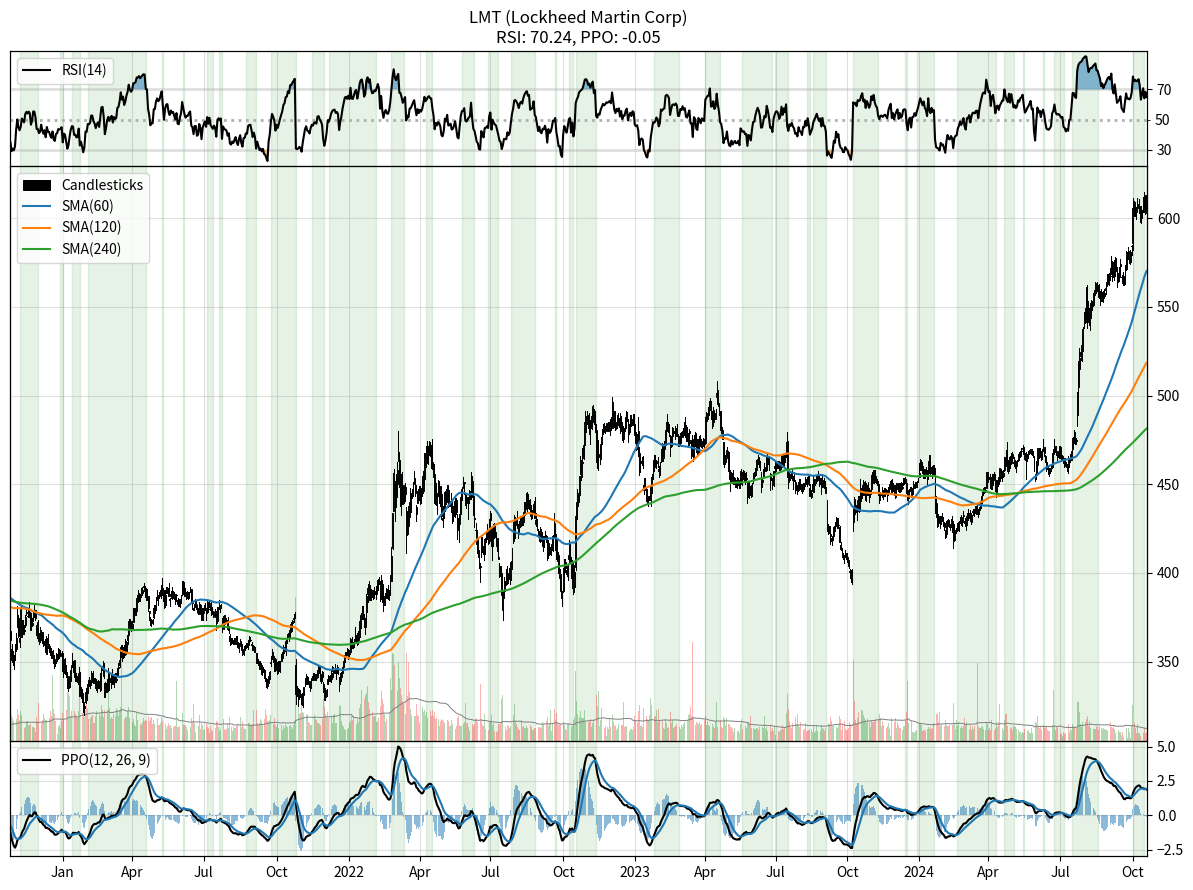 LMT (Lockheed Martin Corp)
RSI: 70.24, PPO: -0.05
RSI(14)
70
50
30
Candlesticks
SMA(60)
SMA(120)
SMA(240)
600
550
500
450
400
350
PPO(12, 26, 9)
5.0
2.5
0.0
−2.5
Jan Apr Jul Oct 2022 Apr Jul Oct 2023 Apr Jul Oct 2024 Apr Jul Oct